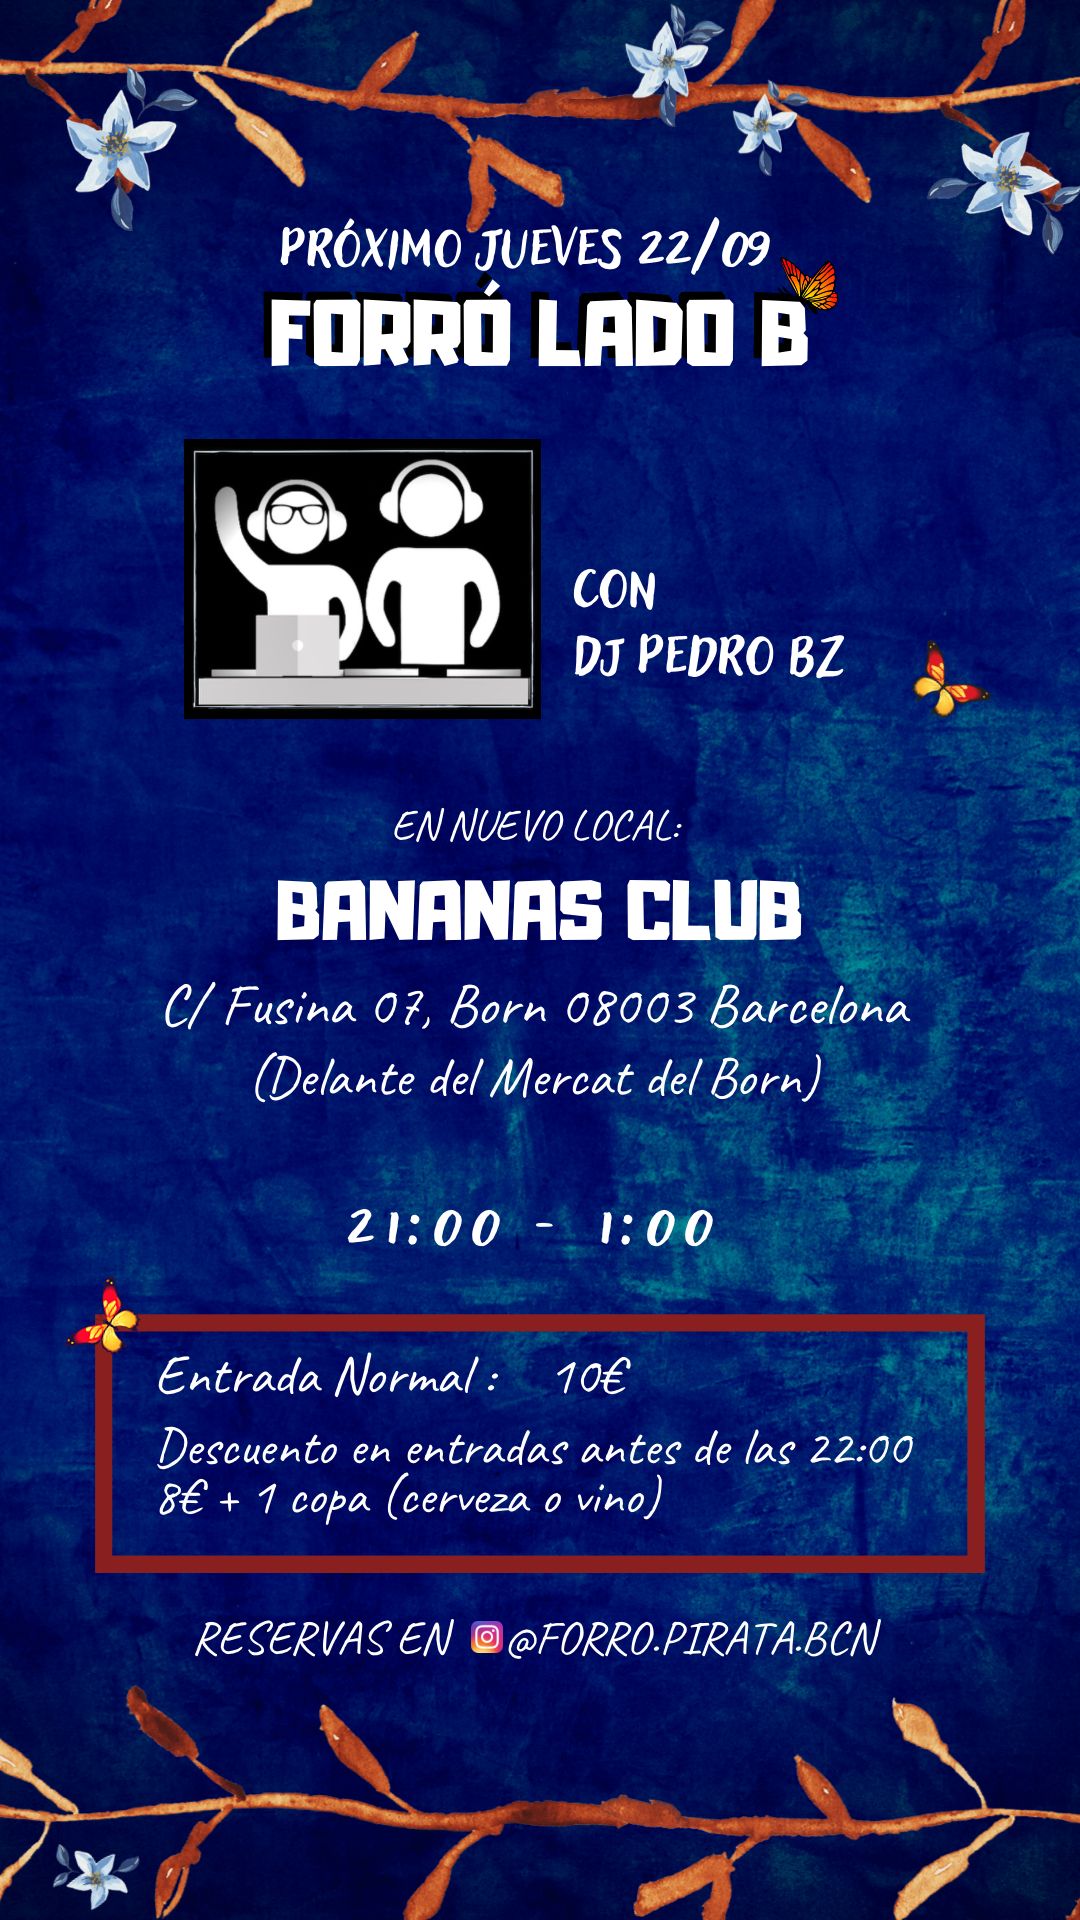 PRÓXIMO JUEVES 22/09
FORRÓ LADO B
CON
DJ PEDRO BZ
EN NUEVO LOCAL:
BANANAS CLUB
C/ Fusina 07, Born 08003 Barcelona
(Delante del Mercat del Born)
21:00 - 1:00
Entrada Normal : 10€
Descuento en entradas antes de las 22:00
8€ + 1 copa (cerveza o vino)
RESERVAS EN @FORRO.PIRATA.BCN